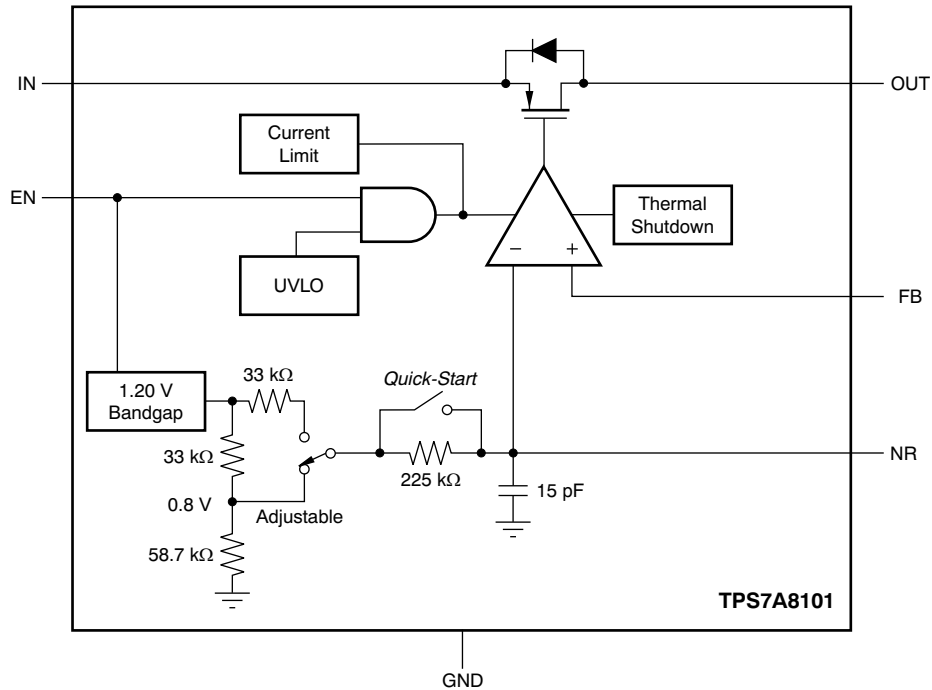 IN
OUT
Current
Limit
EN
Thermal
Shutdown
− +
UVLO
FB
33 kΩ
Quick-Start
1.20 V
Bandgap
33 kΩ
NR
225 kΩ
15 pF
0.8 V
Adjustable
58.7 kΩ
TPS7A8101
GND